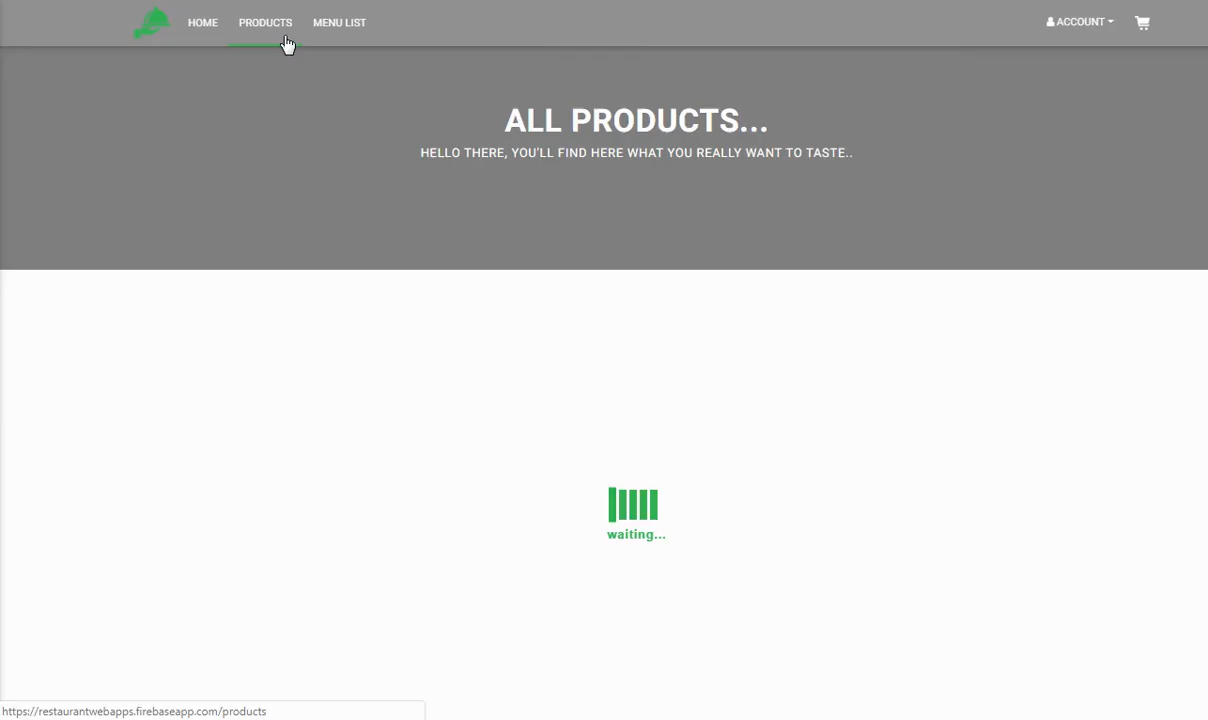 HOME PRODUCTS MENU LIST ACCOUNT
ALL PRODUCTS...
HELLO THERE, YOU'LL FIND HERE WHAT YOU REALLY WANT TO TASTE..
waiting...
https://restaurantwebapps.firebaseapp.com/products